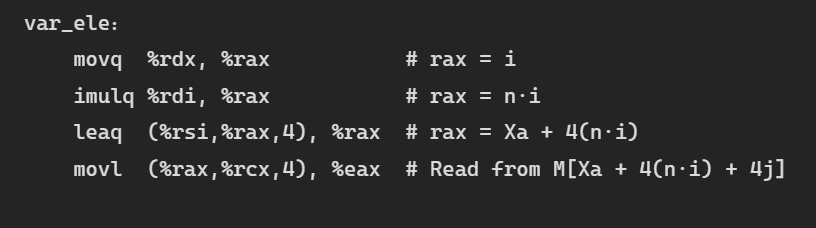 var_ele:
movq %rdx, %rax # rax = i
imulq %rdi, %rax # rax = n·i
leaq (%rsi,%rax,4), %rax # rax = Xa + 4(n·i)
movl (%rax,%rcx,4), %eax # Read from M[Xa + 4(n·i) + 4j]